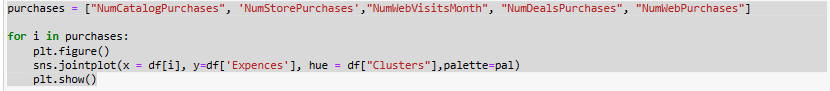 purchases = ["NumCatalogPurchases", 'NumStorePurchases',"NumWebVisitsMonth", "NumDealsPurchases", "NumWebPurchases"]
for i in purchases:
    plt.figure()
    sns.jointplot(x = df[i], y=df['Expences'], hue = df["Clusters"],palette=pal)
    plt.show()